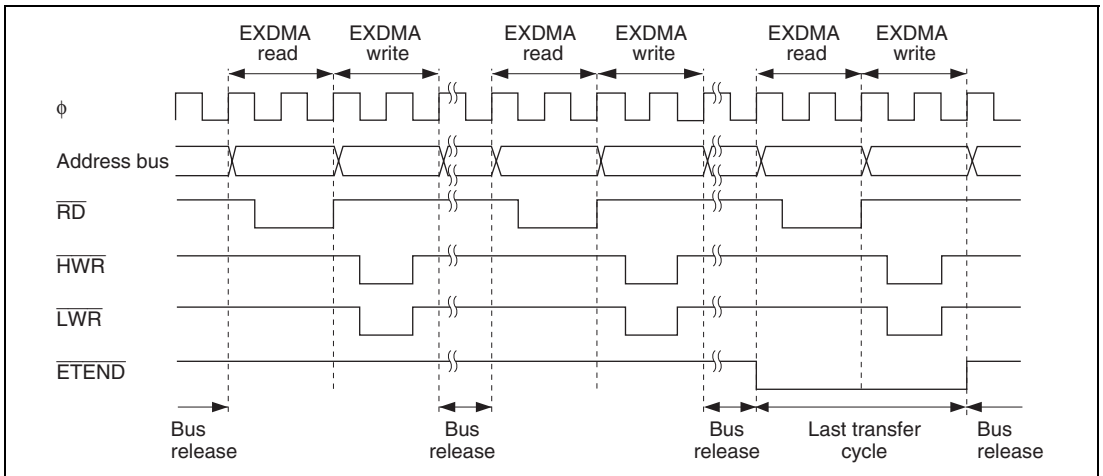 EXDMA read
EXDMA write
EXDMA read
EXDMA write
EXDMA read
EXDMA write
ϕ
Address bus
RD
HWR
LWR
ETEND
Bus release
Bus release
Bus release
Last transfer cycle
Bus release